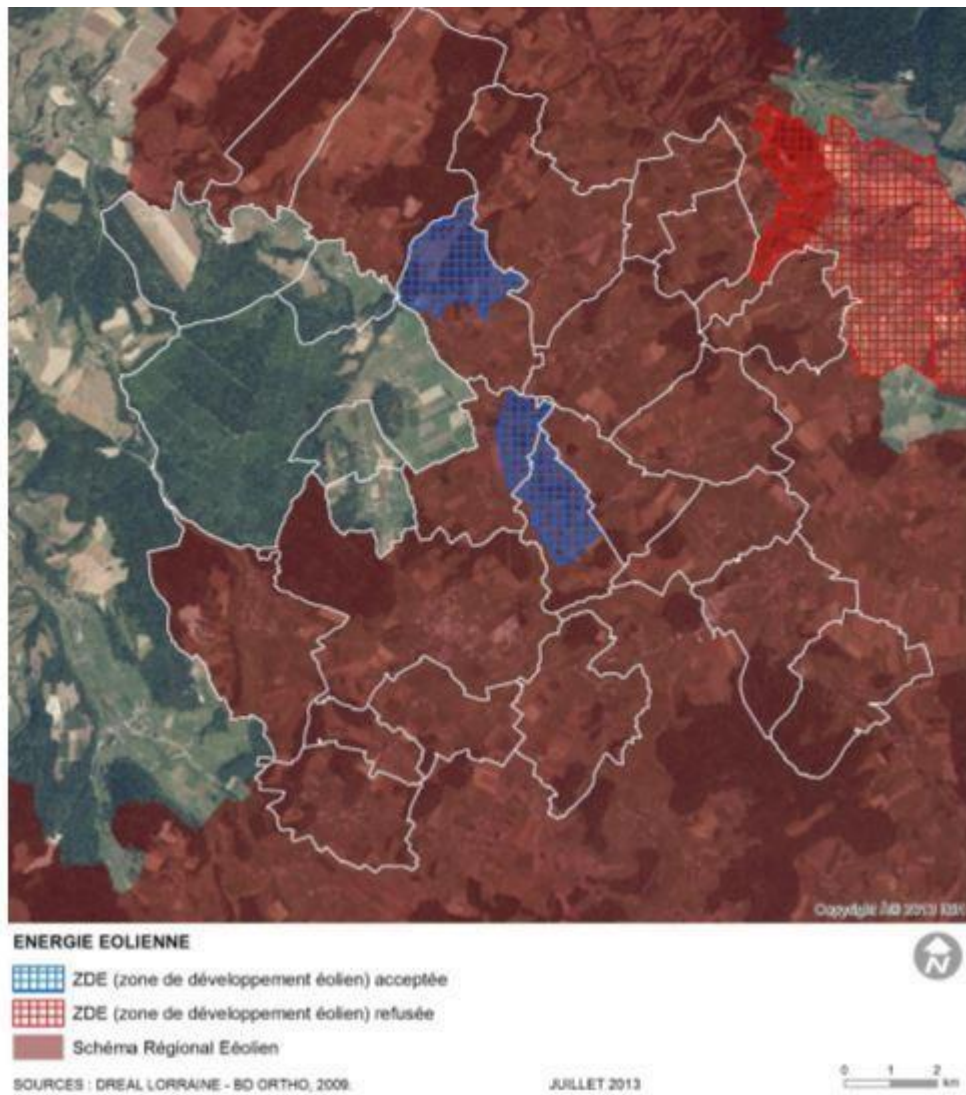 Copyright
ENERGIE EOLIENNE
N
ZDE (zone de développement éolien) acceptée
ZDE (zone de développement éolien) refusée
Schéma Régional Eéolien
SOURCES : DREAL LORRAINE - BD ORTHO, 2009.
JUILLET 2013
0 1 2
km